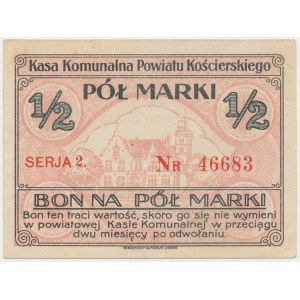 Kasa Komunalna Powiatu Kościerskiego
1/2 PÓŁ MARKI 1/2
SERJA 2. Nr 46683
BON NA PÓŁ MARKI
Bon ten traci wartość, skoro go się nie wymieni
w powiatowej Kasie Komunalnej w przeciągu
dwu miesięcy po odwołaniu.